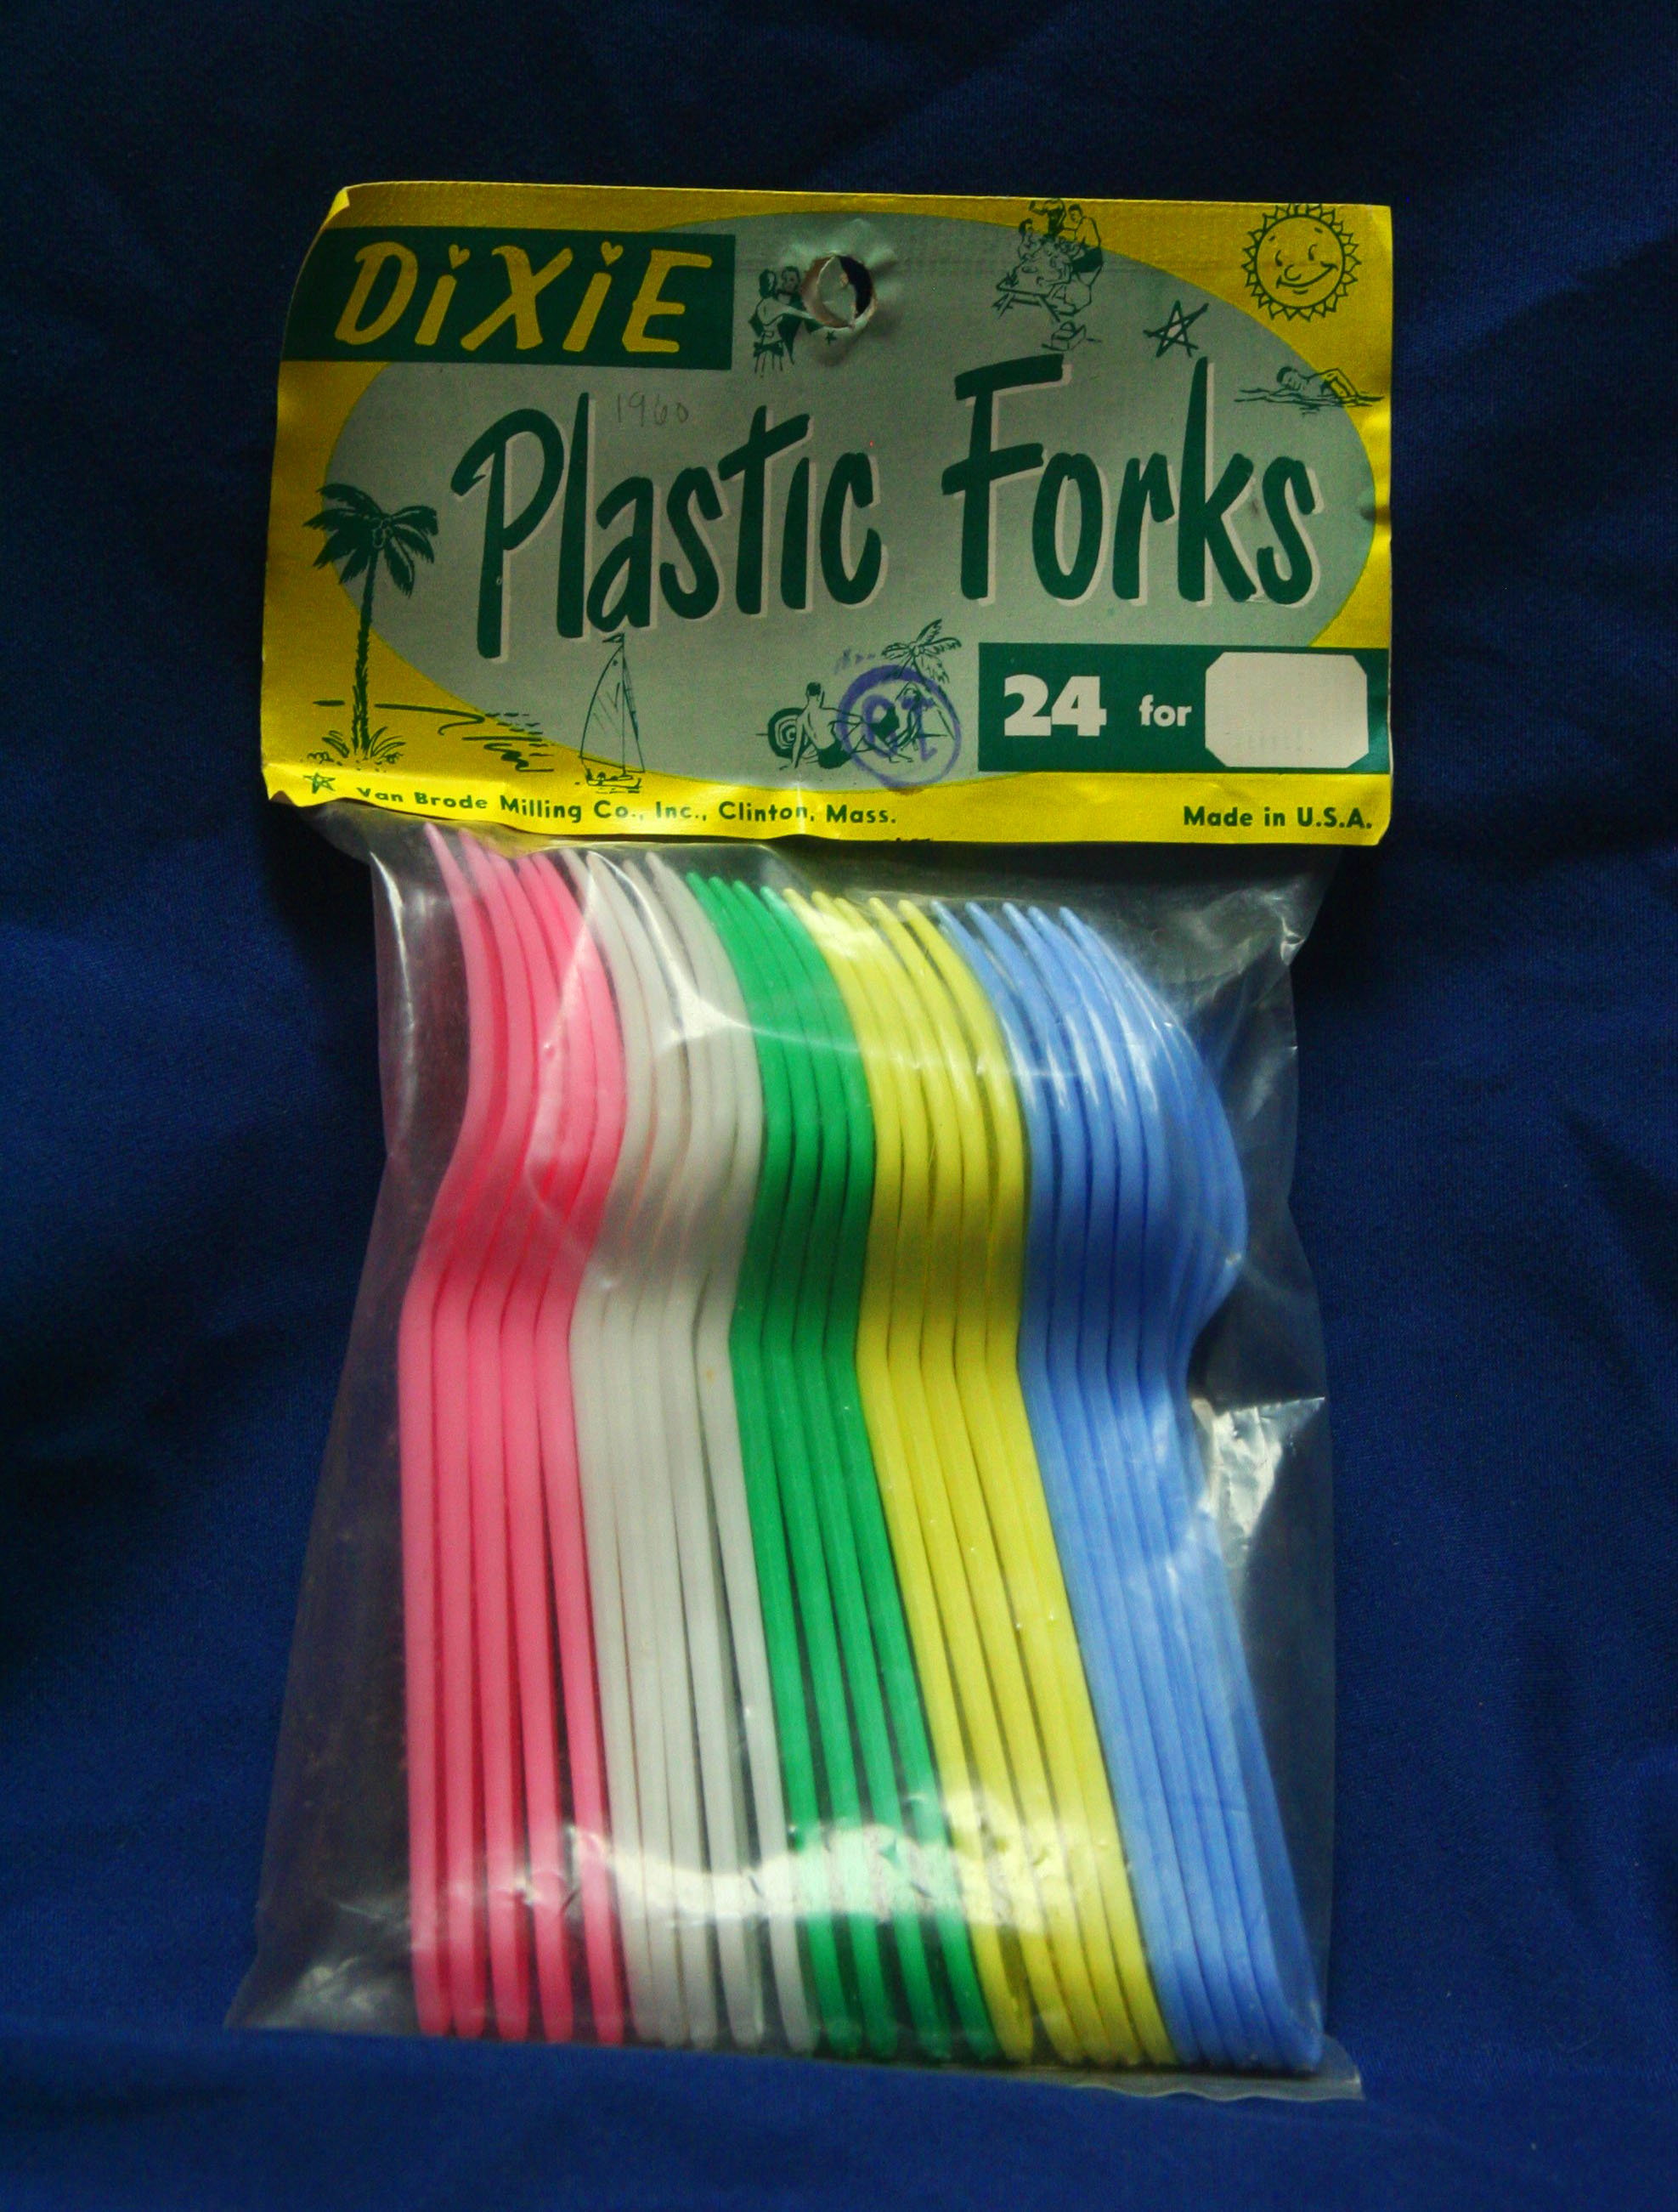 DiXiE
1960
Plastic Forks
24 for
Van Brode Milling Co., Inc., Clinton, Mass.
Made in U.S.A.